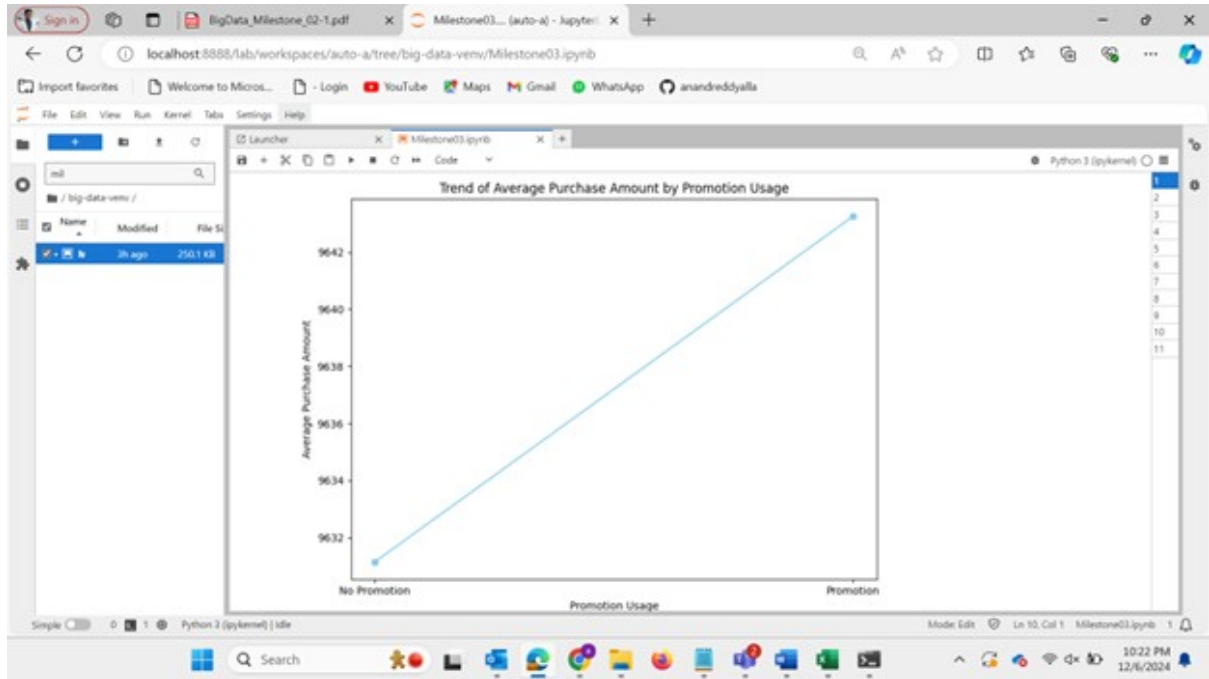 Sign in
BigData_Milestone_02-1.pdf
Milestone03.... (auto-a) - Jupyter
localhost:8888/lab/workspaces/auto-a/tree/big-data-venv/Milestone03.ipynb
Import favorites
Welcome to Micros...
- Login
YouTube
Maps
Gmail
WhatsApp
anandreddyalla
File Edit View Run Kernel Tabs Settings Help
Launcher
Milestone03.ipynb
Code
Python 3 (ipykernel)
mil
/ big-data-venv /
Name Modified File Si
3h ago 250.1 KB
Trend of Average Purchase Amount by Promotion Usage
Average Purchase Amount
9642
9640
9638
9636
9634
9632
No Promotion
Promotion
Promotion Usage
1
2
3
4
5
6
7
8
9
10
11
Simple 0 1 Python 3 (ipykernel) | Idle
Mode: Edit Ln 10, Col 1 Milestone03.ipynb 1
Search
10:22 PM
12/6/2024